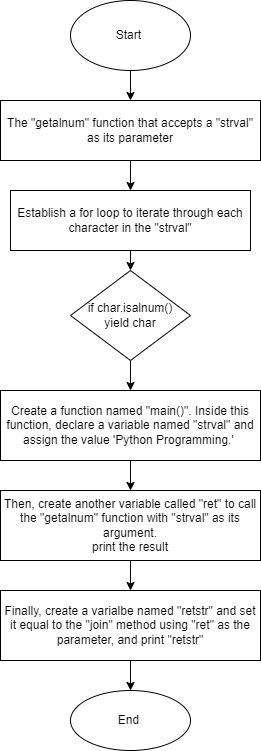 Start
The "getalnum" function that accepts a "strval"
as its parameter
Establish a for loop to iterate through each
character in the "strval"
if char.isalnum()
yield char
Create a function named "main()". Inside this
function, declare a variable named "strval" and
assign the value 'Python Programming.'
Then, create another variable called "ret" to call
the "getalnum" function with "strval" as its
argument.
print the result
Finally, create a varialbe named "retstr" and set
it equal to the "join" method using "ret" as the
parameter, and print "retstr"
End